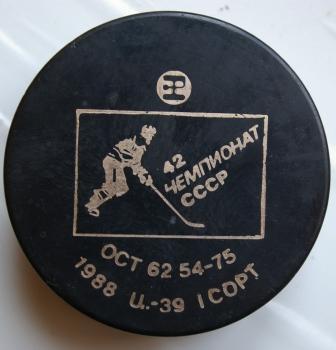 42
ЧЕМПИОНАТ
СССР
ОСТ 62 54-75
1988 Ц.-39 I СОРТ